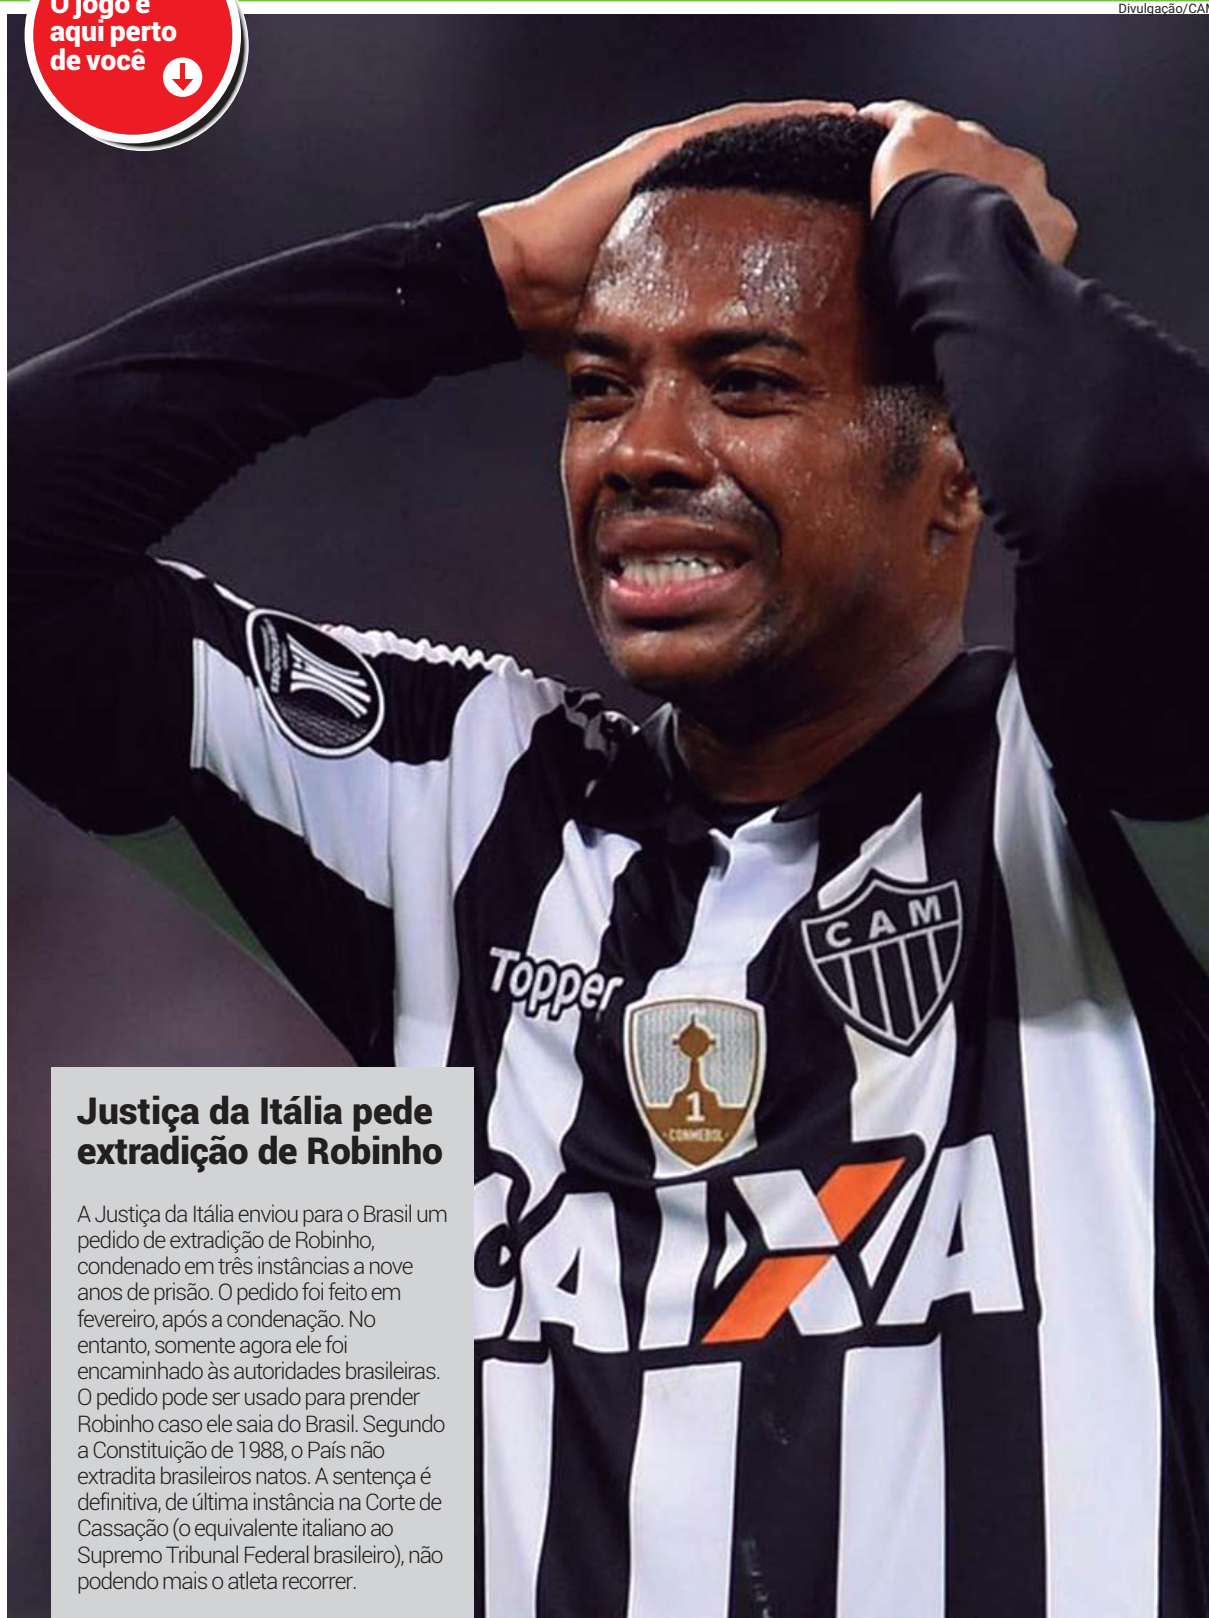 Divulgação/CAM
O jogo é
aqui perto
de você
Topper
CAM
1
CONMEBOL
CAIXA
Justiça da Itália pede
extradição de Robinho
A Justiça da Itália enviou para o Brasil um
pedido de extradição de Robinho,
condenado em três instâncias a nove
anos de prisão. O pedido foi feito em
fevereiro, após a condenação. No
entanto, somente agora ele foi
encaminhado às autoridades brasileiras.
O pedido pode ser usado para prender
Robinho caso ele saia do Brasil. Segundo
a Constituição de 1988, o País não
extradita brasileiros natos. A sentença é
definitiva, de última instância na Corte de
Cassação (o equivalente italiano ao
Supremo Tribunal Federal brasileiro), não
podendo mais o atleta recorrer.